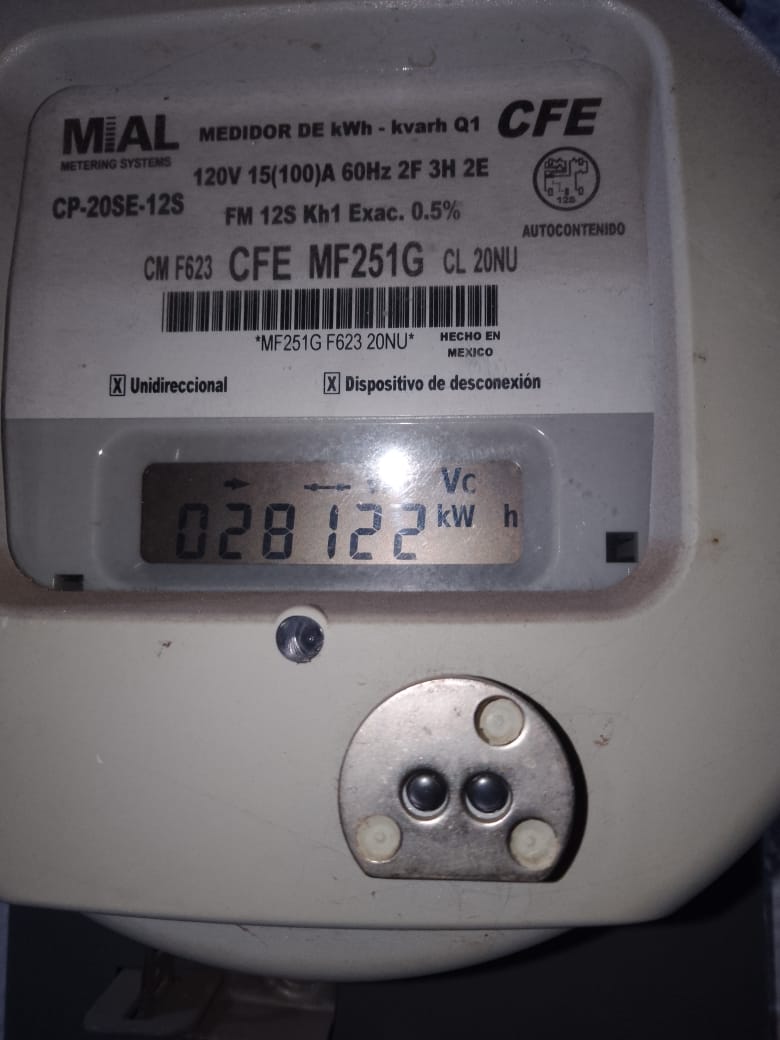 MIAL
METERING SYSTEMS
MEDIDOR DE kWh - kvarh Q1
CFE
120V 15(100)A 60Hz 2F 3H 2E
CP-20SE-12S
FM 12S Kh1 Exac. 0.5%
12S
AUTOCONTENIDO
CM F623 CFE MF251G CL 20NU
*MF251G F623 20NU*
HECHO EN
MEXICO
X Unidireccional
X Dispositivo de desconexión
Vc
028122 kW h